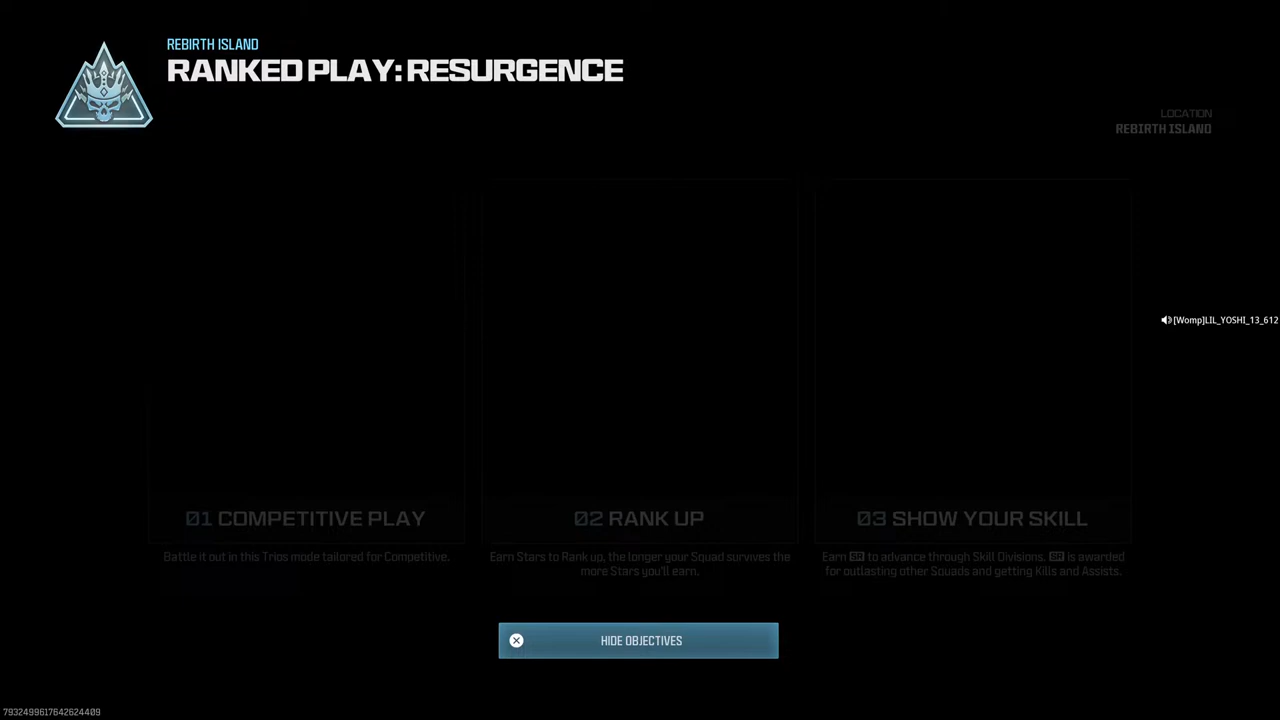 REBIRTH ISLAND
RANKED PLAY: RESURGENCE
LOCATION
REBIRTH ISLAND
[Womp]LIL_YOSHI_13_612
01 COMPETITIVE PLAY
Battle it out in this Trios mode tailored for Competitive.
02 RANK UP
Earn Stars to Rank up, the longer your Squad survives the
more Stars you'll earn.
03 SHOW YOUR SKILL
Earn SR to advance through Skill Divisions. SR is awarded
for outlasting other Squads and getting Kills and Assists.
HIDE OBJECTIVES
7932499617642624409